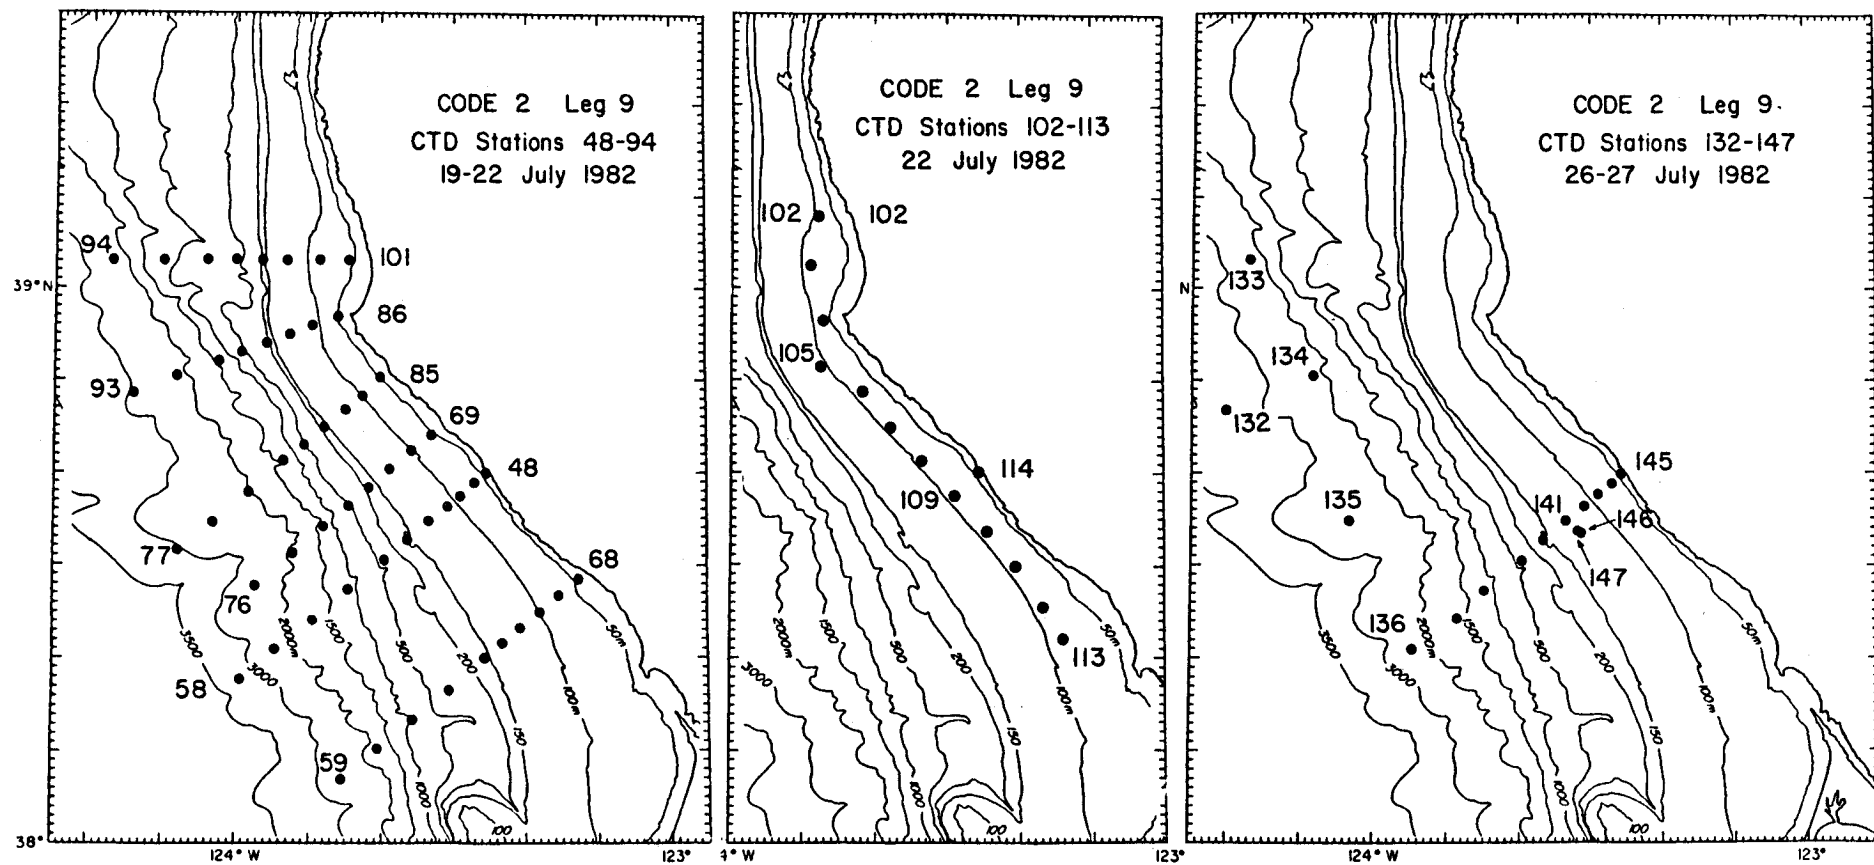 CODE 2 Leg 9
CTD Stations 48-94
19-22 July 1982
94
101
39°N
86
85
93
69
48
77
68
76
58
59
3500
3000
2000m
1500
1000
500
200
150
100m
50m
100
38°
124° W
123°
CODE 2 Leg 9
CTD Stations 102-113
22 July 1982
102
102
105
114
109
113
3000
2000m
1500
1000
500
200
150
100m
50m
100
4° W
123°
CODE 2 Leg 9.
CTD Stations 132-147
26-27 July 1982
133
N
134
132
145
135
141
146
147
136
3500
3000
2000m
1500
1000
500
200
150
100m
50m
100
124° W
123°